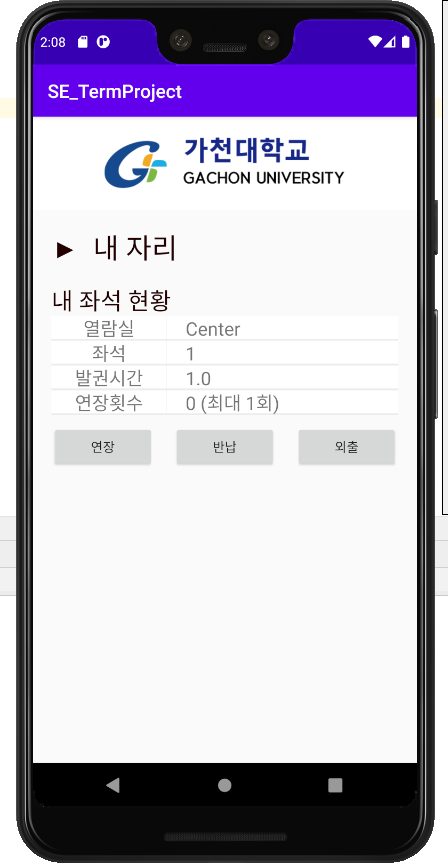 2:08
SE_TermProject
가천대학교
GACHON UNIVERSITY
► 내 자리
내 좌석 현황
열람실 Center
좌석 1
발권시간 1.0
연장횟수 0 (최대 1회)
연장 반납 외출